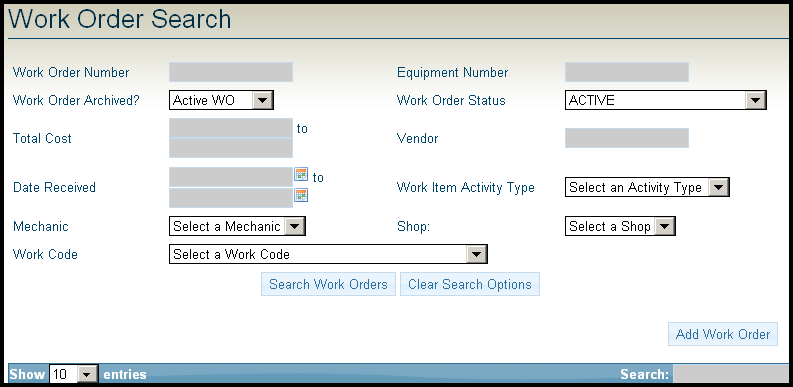 Work Order Search
Work Order Number Equipment Number
Work Order Archived? Active WO Work Order Status ACTIVE
to
Total Cost Vendor
to
Date Received Work Item Activity Type Select an Activity Type
Mechanic Select a Mechanic Shop: Select a Shop
Work Code Select a Work Code
Search Work Orders Clear Search Options
Add Work Order
Show 10 entries Search: